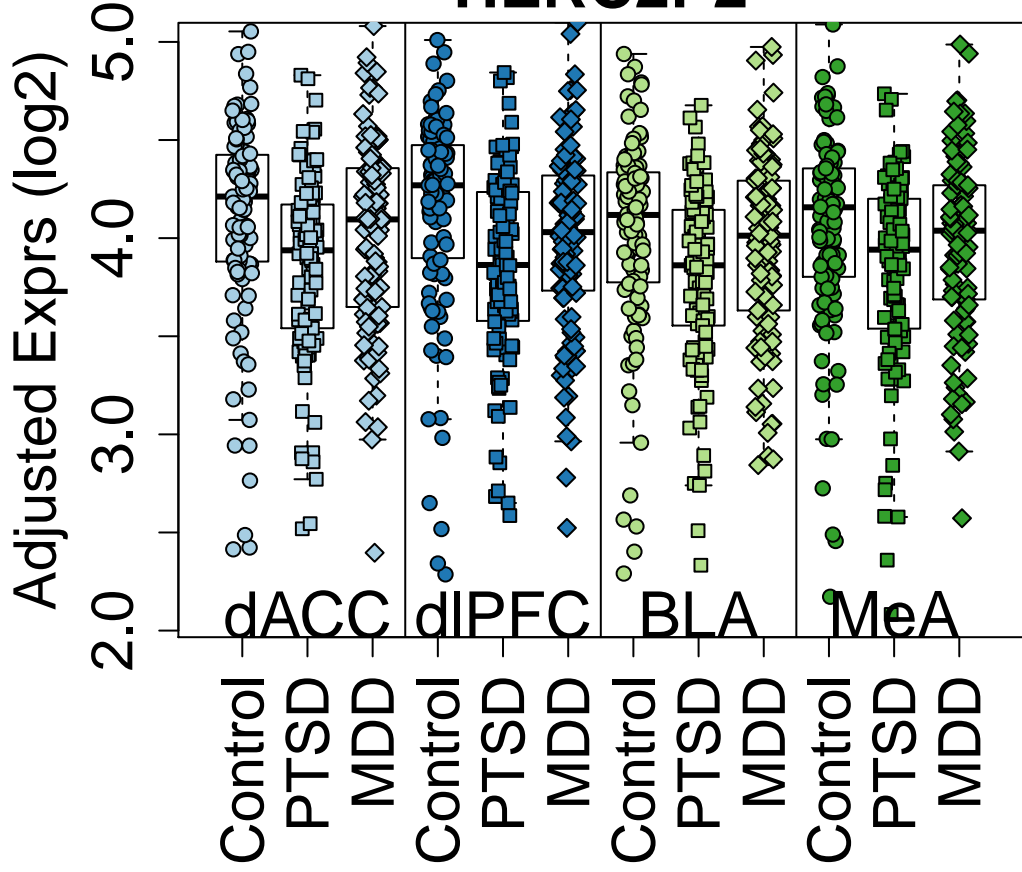 Adjusted Exprs (log2)
5.0
4.0
3.0
2.0
dACC dlPFC BLA MeA
Control PTSD MDD Control PTSD MDD Control PTSD MDD Control PTSD MDD